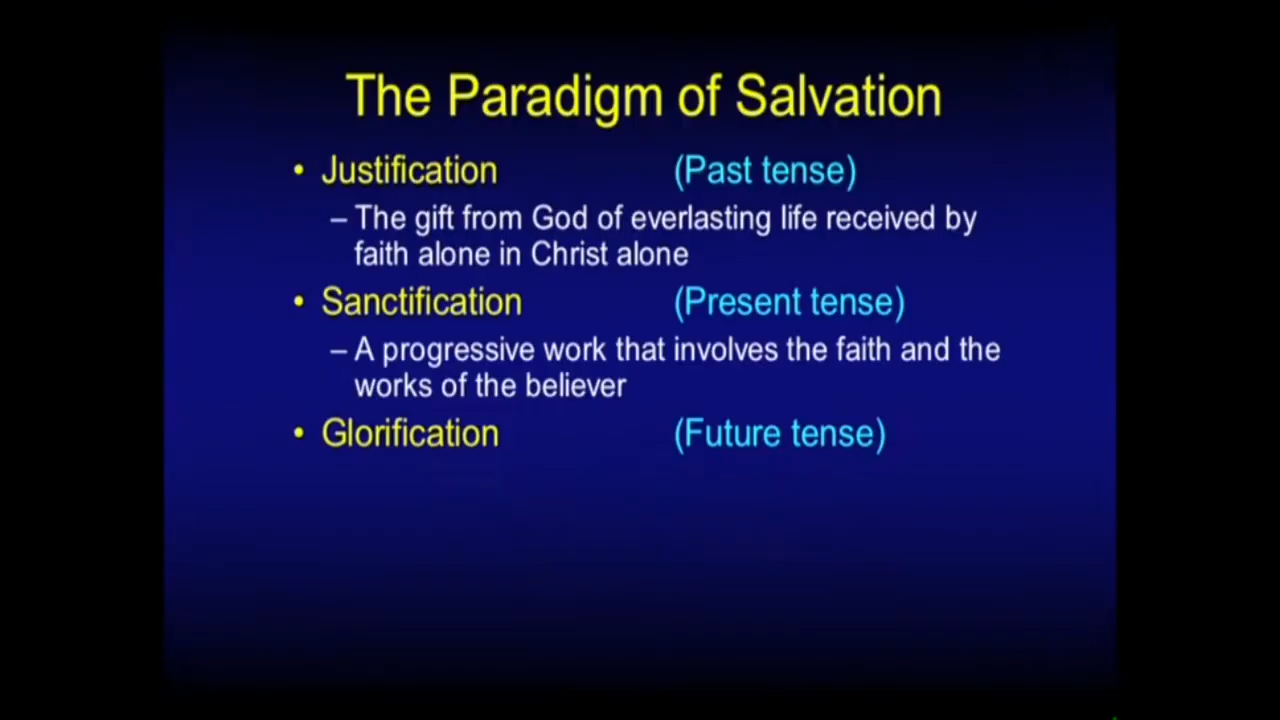 The Paradigm of Salvation
• Justification (Past tense)
– The gift from God of everlasting life received by
faith alone in Christ alone
• Sanctification (Present tense)
– A progressive work that involves the faith and the
works of the believer
• Glorification (Future tense)